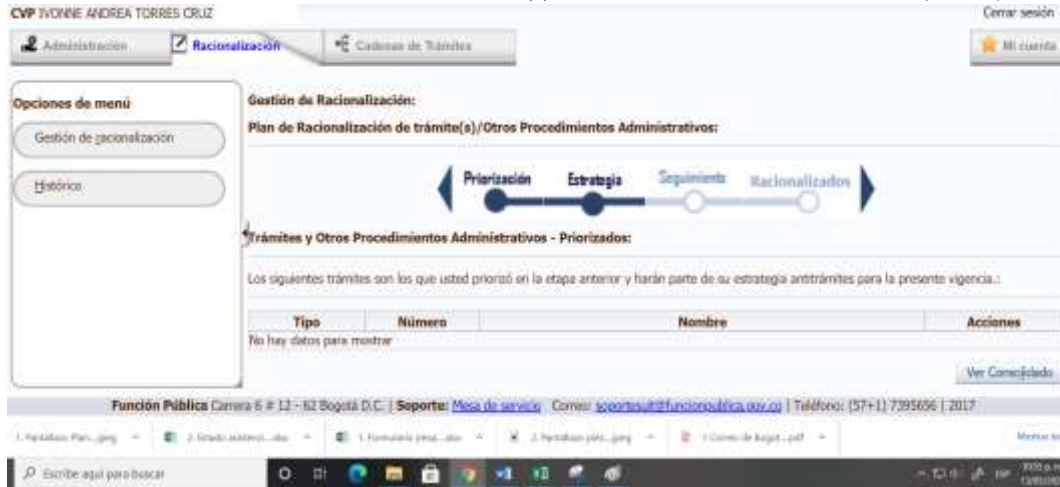 CVP IVONNE ANDREA TORRES CRUZ
Cerrar sesión
Administración
Racionalización
Cadenas de Trámites
Mi cuenta
Opciones de menú
Gestión de racionalización
Histórico
Gestión de Racionalización:
Plan de Racionalización de trámite(s)/Otros Procedimientos Administrativos:
Priorización Estrategia Seguimiento Racionalizados
Trámites y Otros Procedimientos Administrativos - Priorizados:
Los siguientes trámites son los que usted priorizó en la etapa anterior y harán parte de su estrategia antitrámites para la presente vigencia.:
Tipo Número Nombre Acciones
No hay datos para mostrar
Ver Consolidado
Función Pública Carrera 6 # 12 - 62 Bogotá D.C. | Soporte: Mesa de servicio Correo: soportesuit@funcionpublica.gov.co | Teléfono: (57+1) 7395656 | 2017
Escribe aquí para buscar
ESP